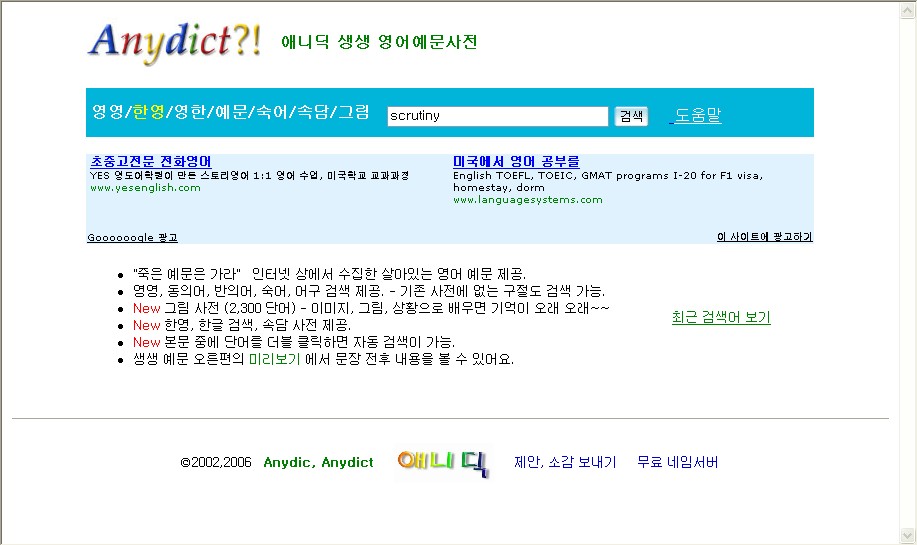 Anydict?! 애니딕 생생 영어예문사전
영영/한영/영한/예문/숙어/속담/그림 scrutiny 검색 도움말
초중고전문 전화영어
YES 영도어학원이 만든 스토리영어 1:1 영어 수업, 미국학교 교과과정
www.yesenglish.com
미국에서 영어 공부를
English TOEFL, TOEIC, GMAT programs I-20 for F1 visa,
homestay, dorm
www.languagesystems.com
Goooooogle 광고
이 사이트에 광고하기
• "죽은 예문은 가라" 인터넷 상에서 수집한 살아있는 영어 예문 제공.
• 영영, 동의어, 반의어, 숙어, 어구 검색 제공. - 기존 사전에 없는 구절도 검색 가능.
• New 그림 사전 (2,300 단어) - 이미지, 그림, 상황으로 배우면 기억이 오래 오래~~
• New 한영, 한글 검색, 속담 사전 제공.
• New 본문 중에 단어를 더블 클릭하면 자동 검색이 가능.
• 생생 예문 오른편의 미리보기 에서 문장 전후 내용을 볼 수 있어요.
최근 검색어 보기
©2002,2006 Anydic, Anydict 애니딕 제안, 소감 보내기 무료 네임서버